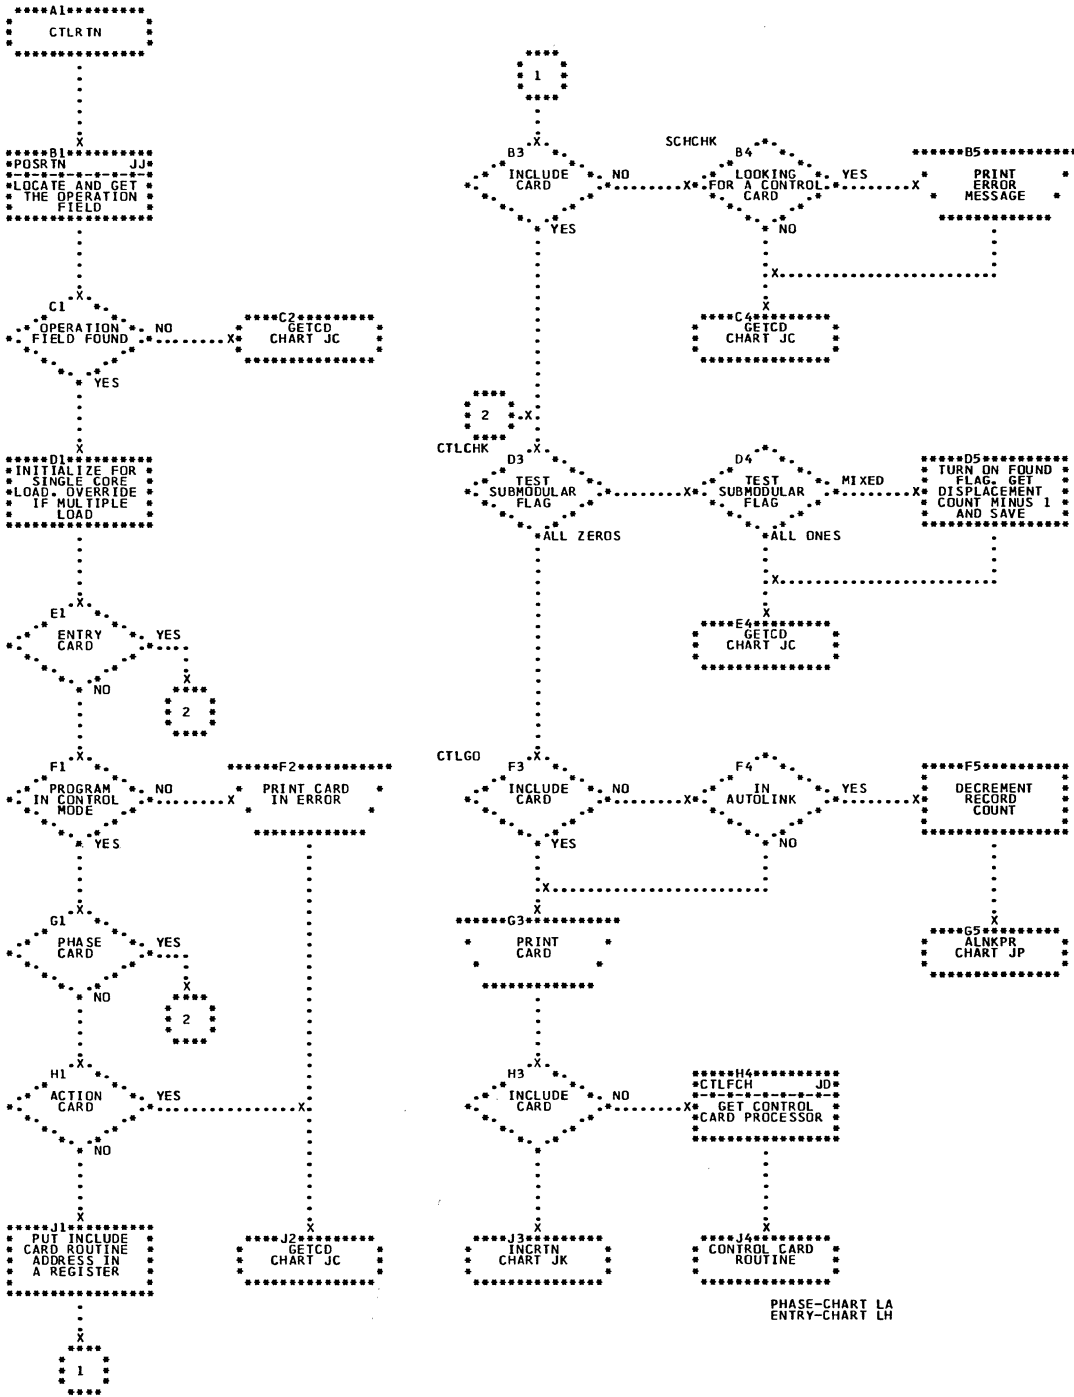 A1
CTLRTN
B1
POSRTN JJ
LOCATE AND GET
THE OPERATION
FIELD
C1
OPERATION
FIELD FOUND
NO
YES
C2
GETCD
CHART JC
D1
INITIALIZE FOR
SINGLE CORE
LOAD. OVERRIDE
IF MULTIPLE
LOAD
E1
ENTRY
CARD
YES
NO
2
F1
PROGRAM
IN CONTROL
MODE
NO
YES
F2
PRINT CARD
IN ERROR
G1
PHASE
CARD
YES
NO
2
H1
ACTION
CARD
YES
NO
J1
PUT INCLUDE
CARD ROUTINE
ADDRESS IN
A REGISTER
J2
GETCD
CHART JC
1
1
B3
INCLUDE
CARD
NO
YES
SCHCHK
B4
LOOKING
FOR A CONTROL
CARD
YES
NO
B5
PRINT
ERROR
MESSAGE
C4
GETCD
CHART JC
2
CTLCHK
D3
TEST
SUBMODULAR
FLAG
ALL ZEROS
D4
TEST
SUBMODULAR
FLAG
MIXED
ALL ONES
D5
TURN ON FOUND
FLAG. GET
DISPLACEMENT
COUNT MINUS 1
AND SAVE
E4
GETCD
CHART JC
CTLGO
F3
INCLUDE
CARD
NO
YES
F4
IN
AUTOLINK
YES
NO
F5
DECREMENT
RECORD
COUNT
G3
PRINT
CARD
G5
ALNKPR
CHART JP
H3
INCLUDE
CARD
NO
H4
CTLFCH JD
GET CONTROL
CARD PROCESSOR
J3
INCRTN
CHART JK
J4
CONTROL CARD
ROUTINE
PHASE-CHART LA
ENTRY-CHART LH